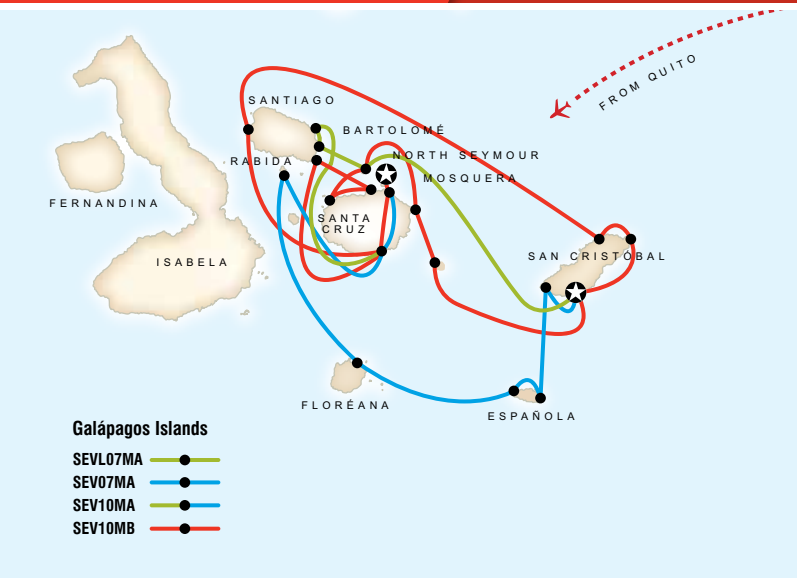 FROM QUITO
SANTIAGO
BARTOLOMÉ
NORTH SEYMOUR
RABIDA
MOSQUERA
FERNANDINA
SANTA
CRUZ
SAN CRISTÓBAL
ISABELA
FLORÉANA
ESPAÑOLA
Galápagos Islands
SEVL07MA
SEV07MA
SEV10MA
SEV10MB